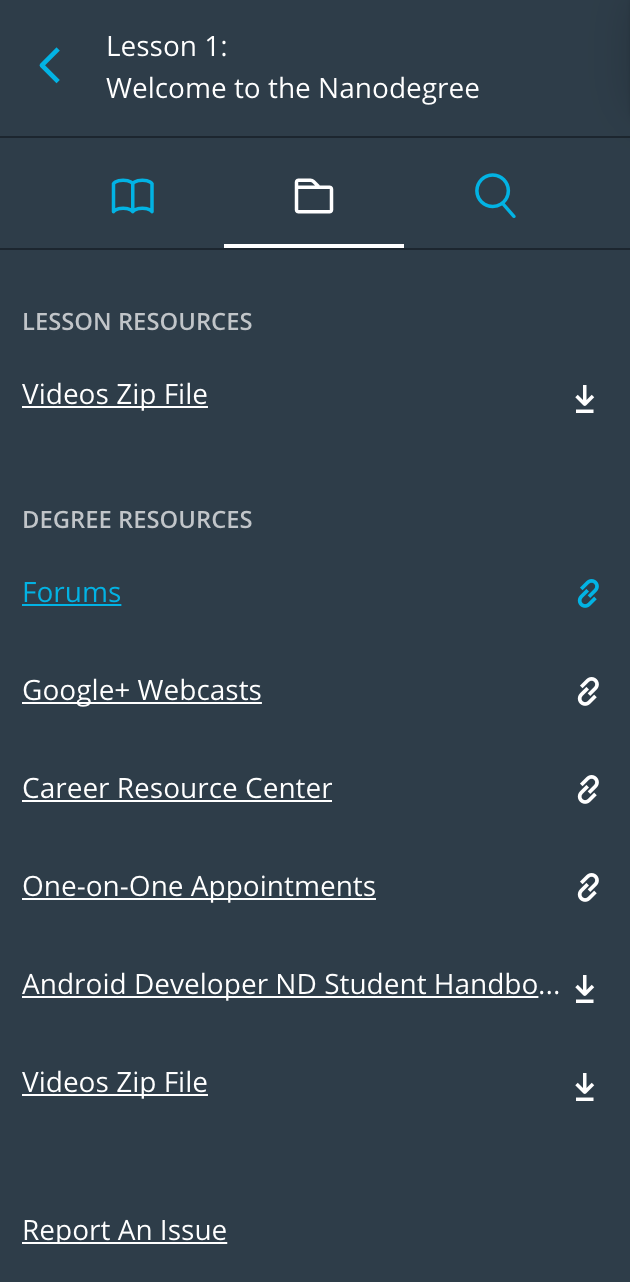 Lesson 1:
Welcome to the Nanodegree
LESSON RESOURCES
Videos Zip File
DEGREE RESOURCES
Forums
Google+ Webcasts
Career Resource Center
One-on-One Appointments
Android Developer ND Student Handbo...
Videos Zip File
Report An Issue